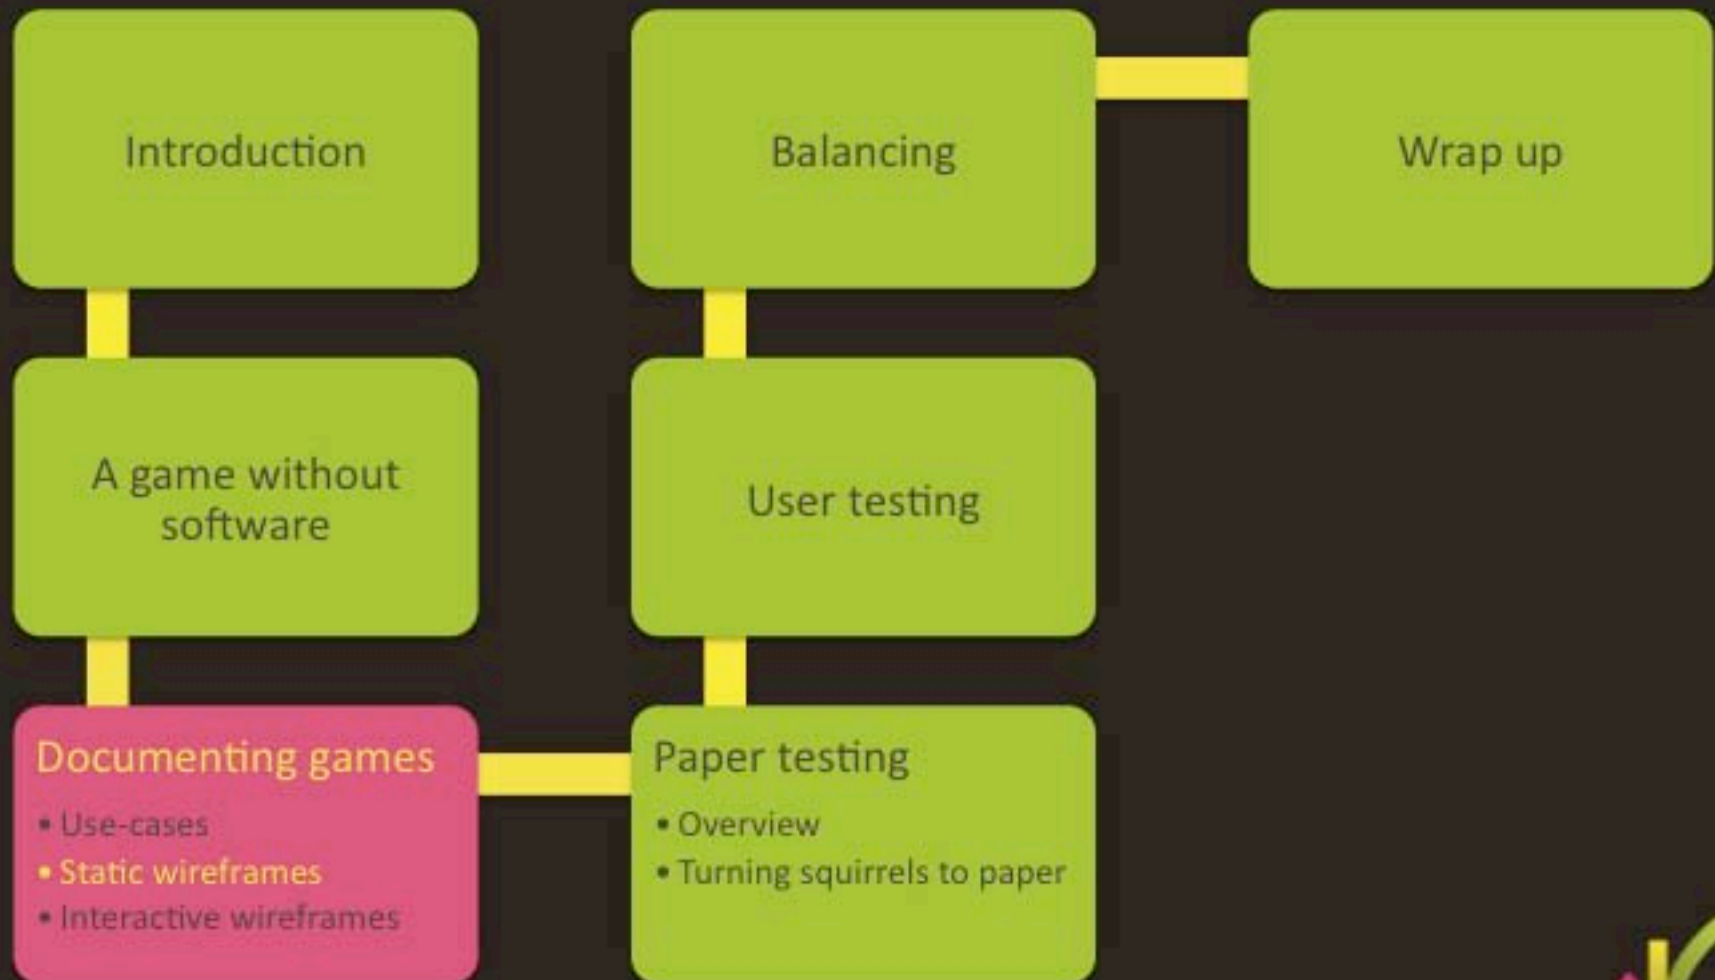 Introduction
A game without
software
Documenting games
• Use-cases
• Static wireframes
• Interactive wireframes
Paper testing
• Overview
• Turning squirrels to paper
User testing
Balancing
Wrap up